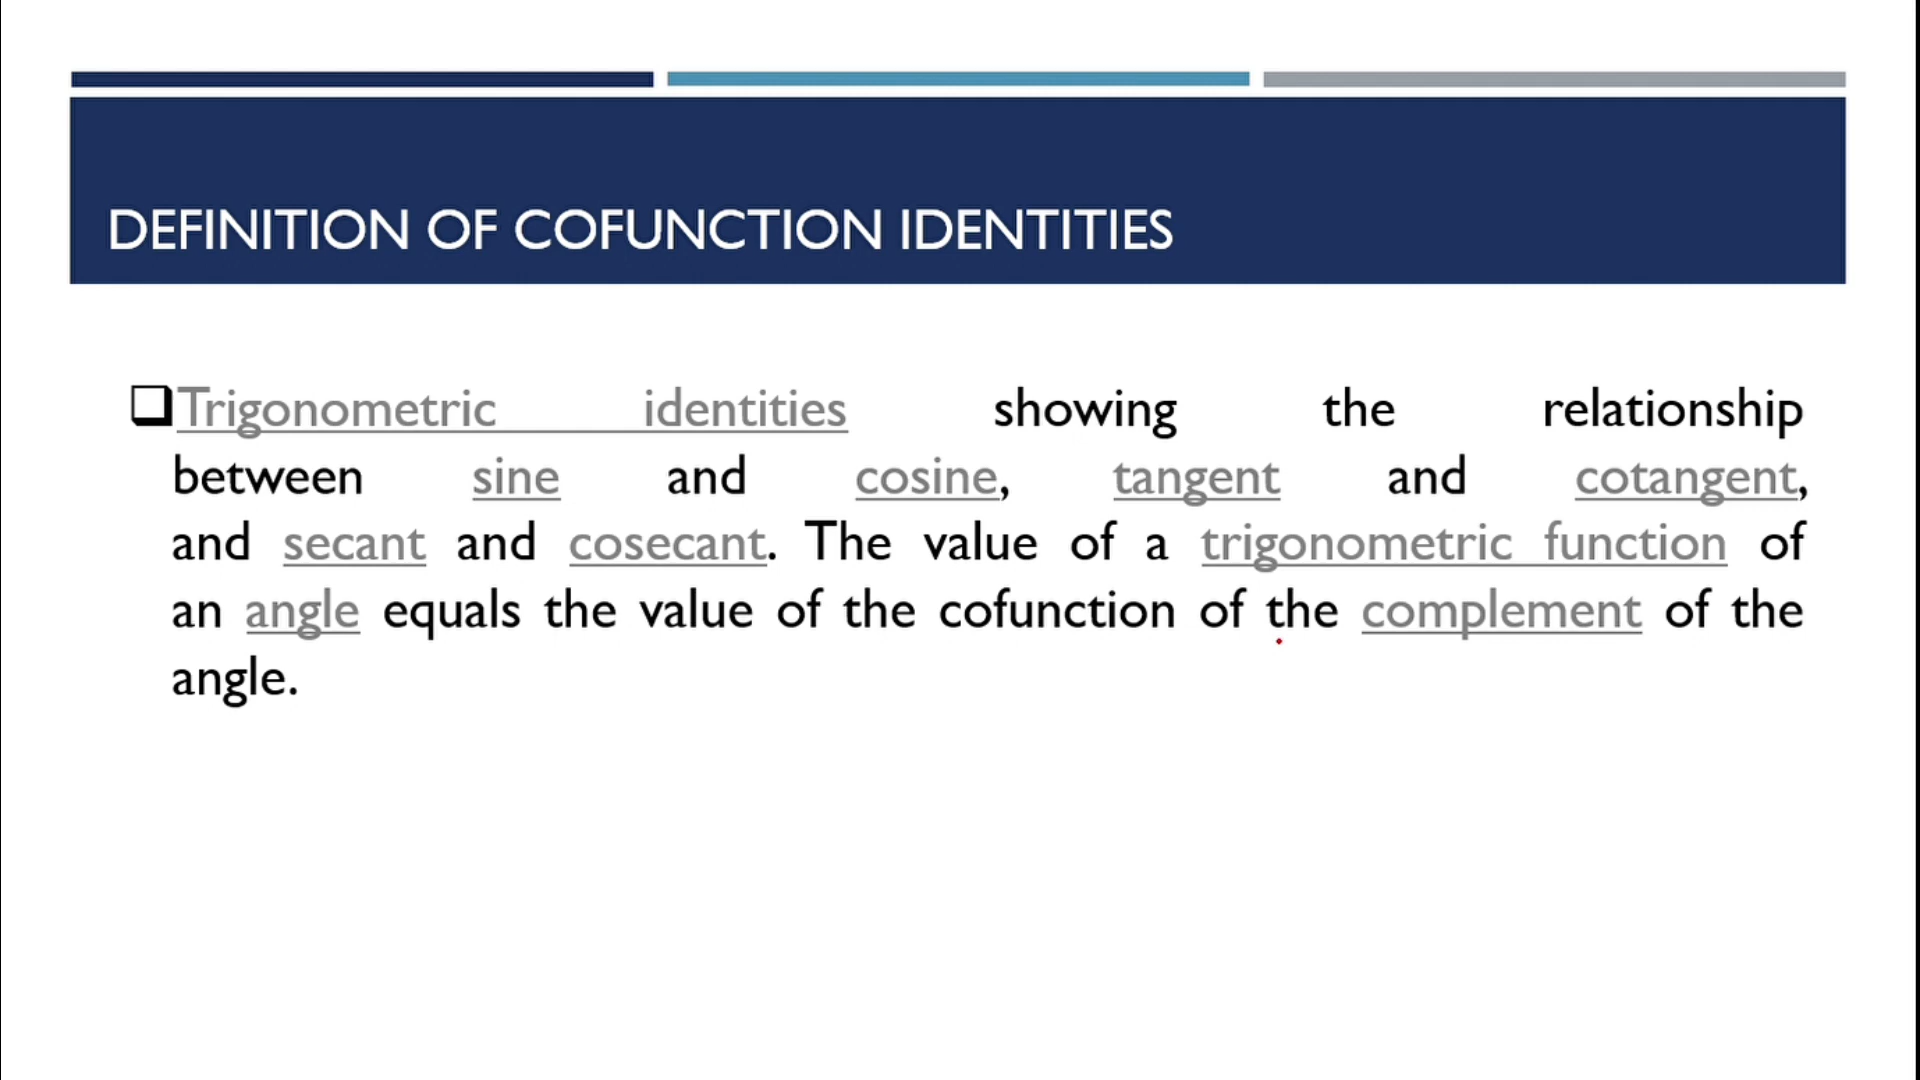 DEFINITION OF COFUNCTION IDENTITIES
Trigonometric identities showing the relationship
between sine and cosine, tangent and cotangent,
and secant and cosecant. The value of a trigonometric function of
an angle equals the value of the cofunction of the complement of the
angle.